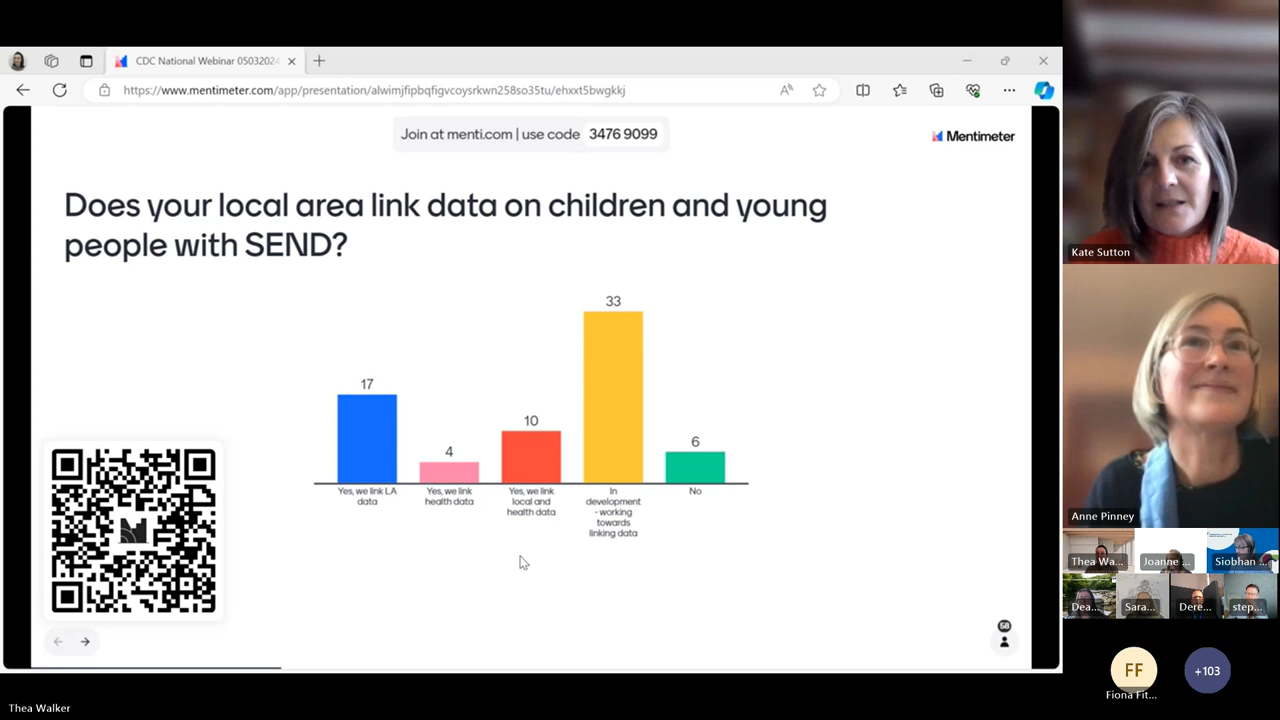 CDC National Webinar 05032024
https://www.mentimeter.com/app/presentation/alwimjfipbqfigvcoysrkwn258so35tu/ehxxt5bwgkkj
Join at menti.com | use code 3476 9099
Mentimeter
Does your local area link data on children and young
people with SEND?
17
4
10
33
6
Yes, we link LA
data
Yes, we link
health data
Yes, we link
local and
health data
In
development
- working
towards
linking data
No
58
Kate Sutton
Anne Pinney
Thea Wa...
Joanne ...
Siobhan ...
Dea...
Sara...
Dere...
step...
FF
Fiona Fit...
+103
Thea Walker